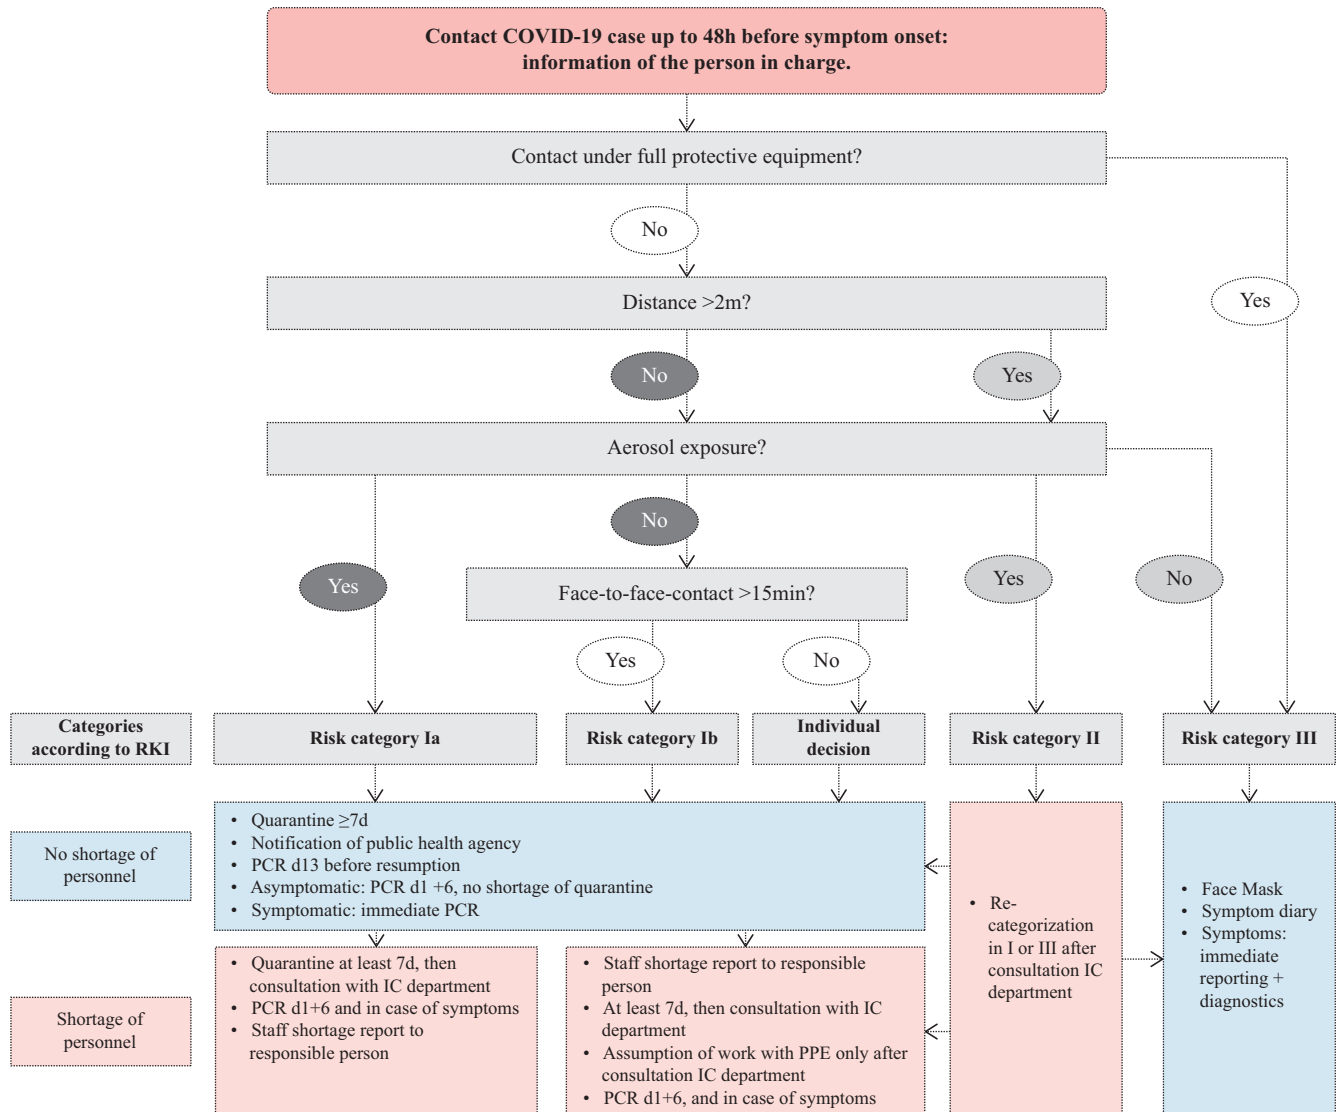 Contact COVID-19 case up to 48h before symptom onset:
information of the person in charge.
Contact under full protective equipment?
No
Yes
Distance >2m?
No
Yes
Aerosol exposure?
Yes
No
Yes
No
Face-to-face-contact >15min?
Yes
No
Categories
according to RKI
Risk category Ia
Risk category Ib
Individual
decision
Risk category II
Risk category III
No shortage of
personnel
• Quarantine ≥7d
• Notification of public health agency
• PCR d13 before resumption
• Asymptomatic: PCR d1 +6, no shortage of quarantine
• Symptomatic: immediate PCR
• Re-
categorization
in I or III after
consultation IC
department
• Face Mask
• Symptom diary
• Symptoms:
immediate
reporting +
diagnostics
Shortage of
personnel
• Quarantine at least 7d, then
consultation with IC department
• PCR d1+6 and in case of symptoms
• Staff shortage report to
responsible person
• Staff shortage report to responsible
person
• At least 7d, then consultation with IC
department
• Assumption of work with PPE only after
consultation IC department
• PCR d1+6, and in case of symptoms